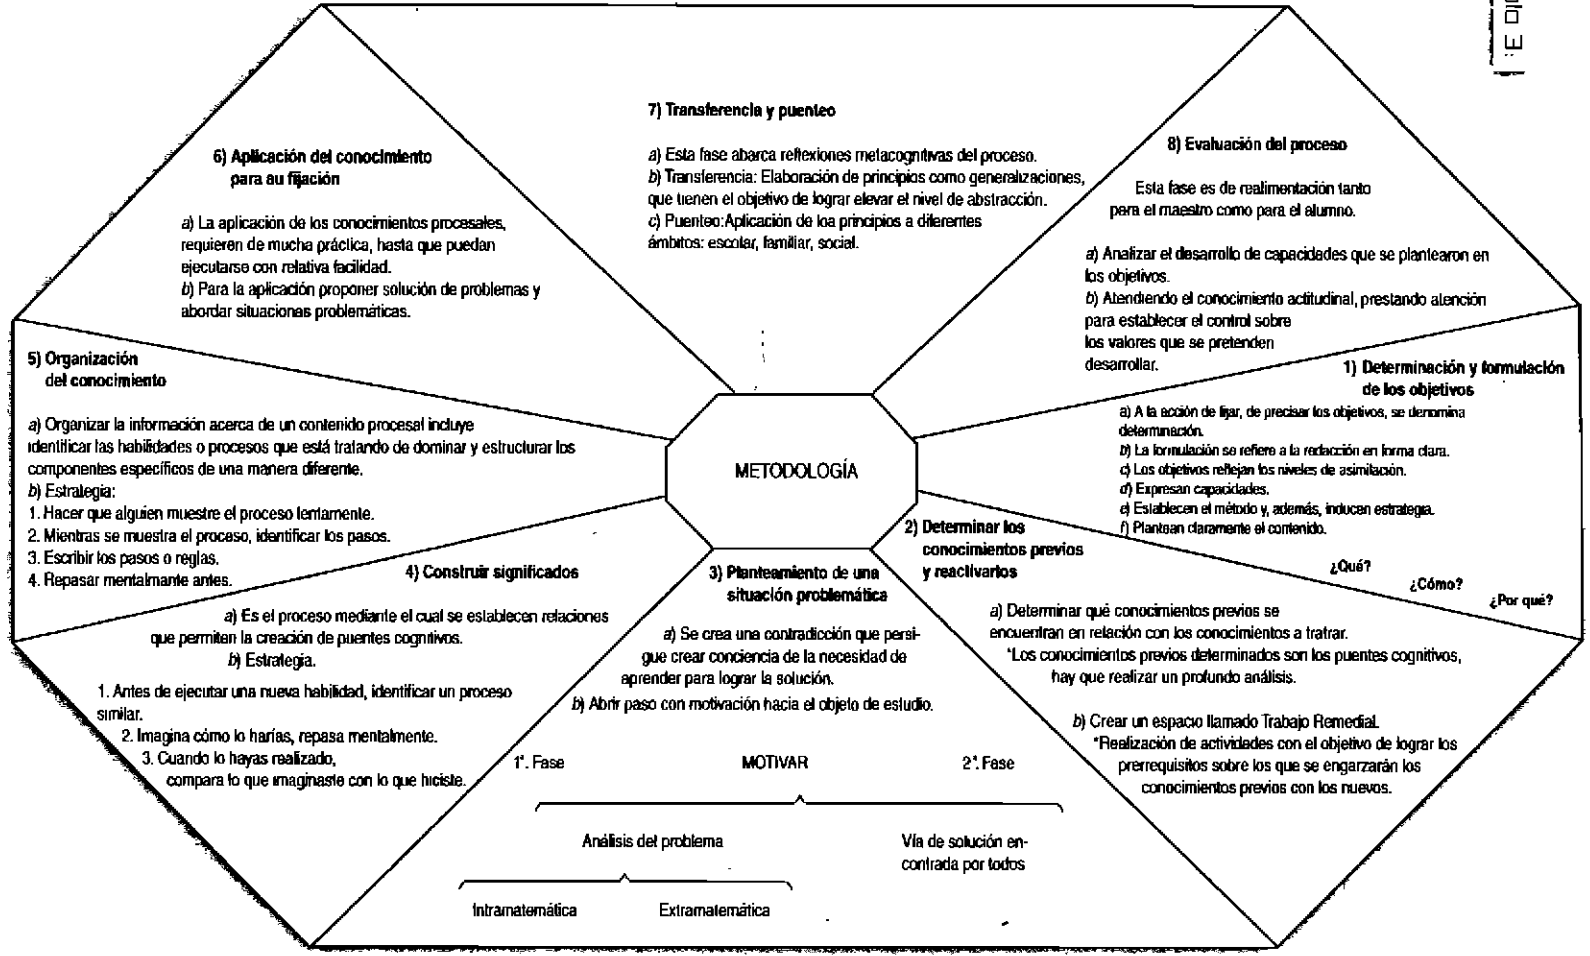 7) Transferencia y puenteo
a) Esta fase abarca reflexiones metacognitivas del proceso.
b) Transferencia: Elaboración de principios como generalizaciones,
que tienen el objetivo de lograr elevar el nivel de abstracción.
c) Puenteo:Aplicación de los principios a diferentes
ámbitos: escolar, familiar, social.
6) Aplicación del conocimiento
para su fijación
a) La aplicación de los conocimientos procesales,
requieren de mucha práctica, hasta que puedan
ejecutarse con relativa facilidad.
b) Para la aplicación proponer solución de problemas y
abordar situaciones problemáticas.
8) Evaluación del proceso
Esta fase es de realimentación tanto
para el maestro como para el alumno.
a) Analizar el desarrollo de capacidades que se plantearon en
los objetivos.
b) Atendiendo el conocimiento actitudinal, prestando atención
para establecer el control sobre
los valores que se pretenden
desarrollar.
5) Organización
del conocimiento
a) Organizar la información acerca de un contenido procesal incluye
identificar las habilidades o procesos que está tratando de dominar y estructurar los
componentes específicos de una manera diferente.
b) Estrategia:
1. Hacer que alguien muestre el proceso lentamente.
2. Mientras se muestra el proceso, identificar los pasos.
3. Escribir los pasos o reglas.
4. Repasar mentalmante antes.
METODOLOGÍA
1) Determinación y formulación
de los objetivos
a) A la acción de fijar, de precisar los objetivos, se denomina
determinación.
b) La formulación se refiere a la redacción en forma clara.
c) Los objetivos reflejan los niveles de asimilación.
d) Expresan capacidades.
e) Establecen el método y, además, inducen estrategia.
f) Plantean claramente el contenido.
¿Qué?
¿Cómo?
¿Por qué?
4) Construir significados
a) Es el proceso mediante el cual se establecen relaciones
que permiten la creación de puentes cognitivos.
b) Estrategia.
1. Antes de ejecutar una nueva habilidad, identificar un proceso
similar.
2. Imagina cómo lo harías, repasa mentalmente.
3. Cuando lo hayas realizado,
compara lo que imaginaste con lo que hiciste.
3) Planteamiento de una
situación problemática
a) Se crea una contradicción que persi-
gue crear conciencia de la necesidad de
aprender para lograr la solución.
b) Abrir paso con motivación hacia el objeto de estudio.
1ª. Fase MOTIVAR 2ª. Fase
Análisis del problema
Vía de solución en-
contrada por todos
Intramatemática Extramatemática
2) Determinar los
conocimientos previos
y reactivarlos
a) Determinar qué conocimientos previos se
encuentran en relación con los conocimientos a tratrar.
*Los conocimientos previos determinados son los puentes cognitivos,
hay que realizar un profundo análisis.
b) Crear un espacio llamado Trabajo Remedial.
*Realización de actividades con el objetivo de lograr los
prerrequisitos sobre los que se engarzarán los
conocimientos previos con los nuevos.